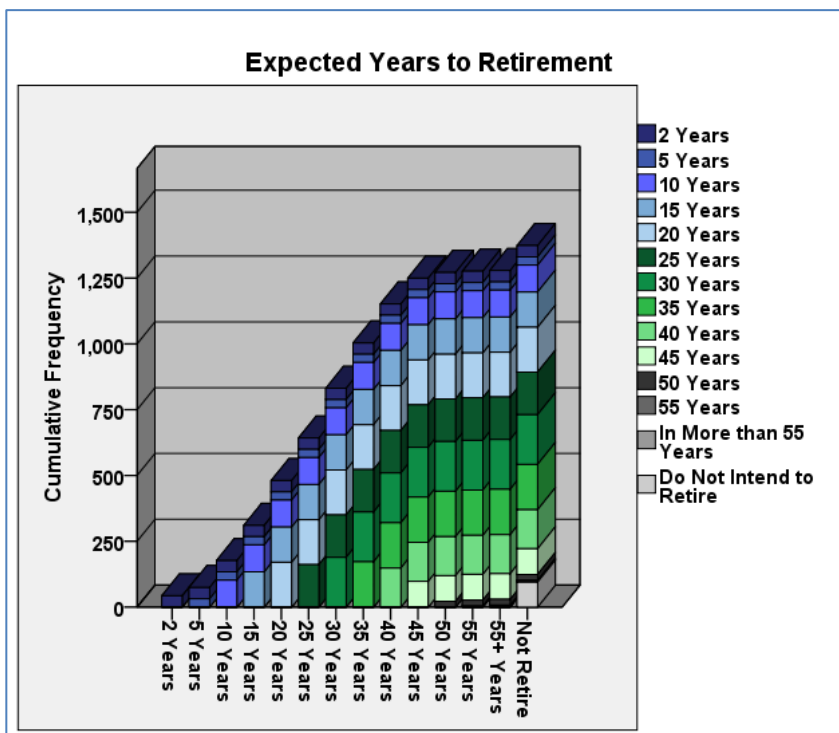 Expected Years to Retirement
Cumulative Frequency
1,500
1,250
1,000
750
500
250
0
2 Years
5 Years
10 Years
15 Years
20 Years
25 Years
30 Years
35 Years
40 Years
45 Years
50 Years
55 Years
55+ Years
Not Retire
2 Years
5 Years
10 Years
15 Years
20 Years
25 Years
30 Years
35 Years
40 Years
45 Years
50 Years
55 Years
In More than 55
Years
Do Not Intend to
Retire